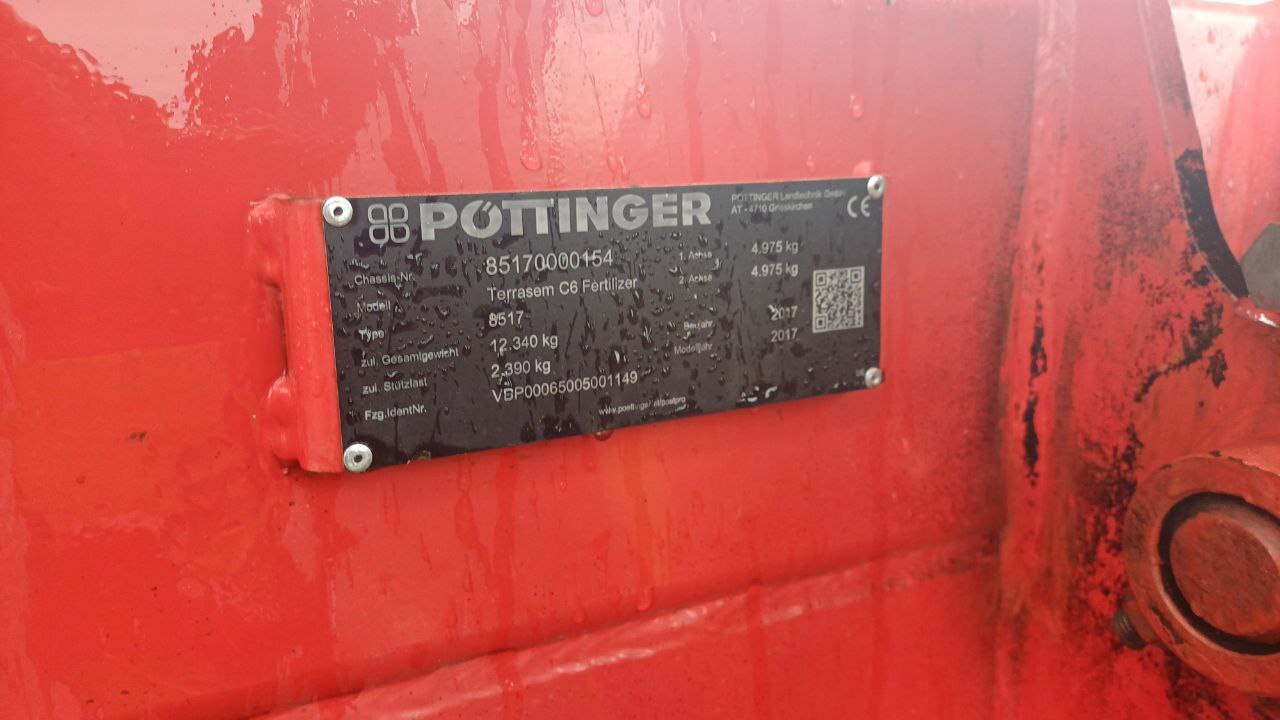 PÖTTINGER
PÖTTINGER Landtechnik GmbH
AT - 4710 Grieskirchen
CE
Chassis-Nr. 85170000154 1. Achse 4.975 kg
Modell Terrasem C6 Fertilizer 2. Achse 4.975 kg
Type 8517
zul. Gesamtgewicht 12.340 kg Baujahr 2017
zul. Stützlast 2.390 kg Modelljahr 2017
Fzg.IdentNr. VBP00065005001149
www.poettinger.at/poetpro